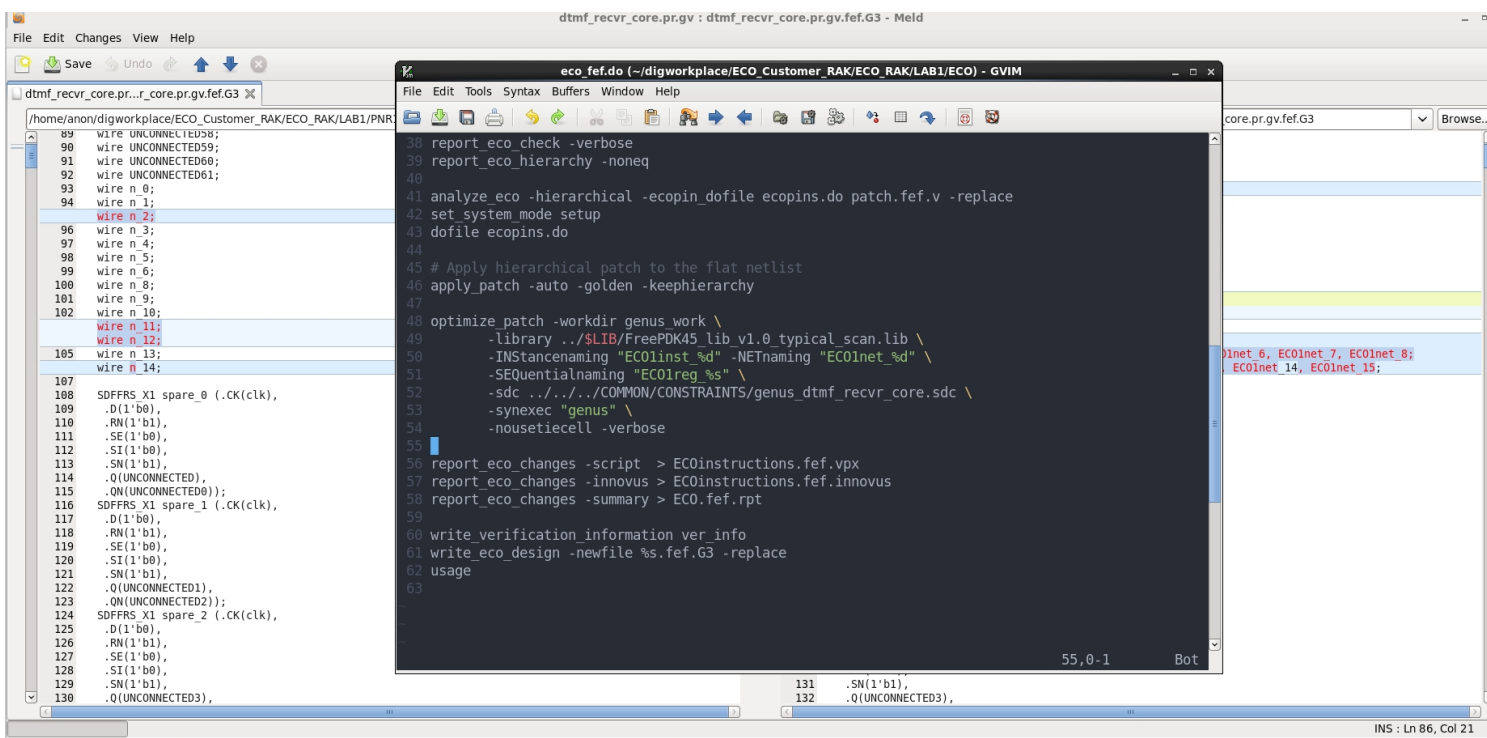 dtmf_recvr_core.pr.gv : dtmf_recvr_core.pr.gv.fef.G3 - Meld
File Edit Changes View Help
Save Undo
dtmf_recvr_core.pr...r_core.pr.gv.fef.G3
/home/anon/digworkplace/ECO_Customer_RAK/ECO_RAK/LAB1/PNR
89 wire UNCONNECTED58;
90 wire UNCONNECTED59;
91 wire UNCONNECTED60;
92 wire UNCONNECTED61;
93 wire n_0;
94 wire n_1;
wire n_2;
96 wire n_3;
97 wire n_4;
98 wire n_5;
99 wire n_6;
100 wire n_8;
101 wire n_9;
102 wire n_10;
wire n_11;
wire n_12;
105 wire n_13;
wire n_14;
107
108 SDFFRS_X1 spare_0 (.CK(clk),
109 .D(1'b0),
110 .RN(1'b1),
111 .SE(1'b0),
112 .SI(1'b0),
113 .SN(1'b1),
114 .Q(UNCONNECTED),
115 .QN(UNCONNECTED0));
116 SDFFRS_X1 spare_1 (.CK(clk),
117 .D(1'b0),
118 .RN(1'b1),
119 .SE(1'b0),
120 .SI(1'b0),
121 .SN(1'b1),
122 .Q(UNCONNECTED1),
123 .QN(UNCONNECTED2));
124 SDFFRS_X1 spare_2 (.CK(clk),
125 .D(1'b0),
126 .RN(1'b1),
127 .SE(1'b0),
128 .SI(1'b0),
129 .SN(1'b1),
130 .Q(UNCONNECTED3),
eco_fef.do (~/digworkplace/ECO_Customer_RAK/ECO_RAK/LAB1/ECO) - GVIM
File Edit Tools Syntax Buffers Window Help
38 report_eco_check -verbose
39 report_eco_hierarchy -noneq
40
41 analyze_eco -hierarchical -ecopin_dofile ecopins.do patch.fef.v -replace
42 set_system_mode setup
43 dofile ecopins.do
44
45 # Apply hierarchical patch to the flat netlist
46 apply_patch -auto -golden -keephierarchy
47
48 optimize_patch -workdir genus_work \
49 -library ../$LIB/FreePDK45_lib_v1.0_typical_scan.lib \
50 -INStancenaming "ECO1inst_%d" -NETnaming "ECO1net_%d" \
51 -SEQuentialnaming "ECO1reg_%s" \
52 -sdc ../../../COMMON/CONSTRAINTS/genus_dtmf_recvr_core.sdc \
53 -synexec "genus" \
54 -nousetiecell -verbose
55
56 report_eco_changes -script > ECOinstructions.fef.vpx
57 report_eco_changes -innovus > ECOinstructions.fef.innovus
58 report_eco_changes -summary > ECO.fef.rpt
59
60 write_verification_information ver_info
61 write_eco_design -newfile %s.fef.G3 -replace
62 usage
63
~
~
~
55,0-1 Bot
core.pr.gv.fef.G3
Browse..
O1net_6, ECO1net_7, ECO1net_8;
, ECO1net_14, ECO1net_15;
131 .SN(1'b1),
132 .Q(UNCONNECTED3),
INS : Ln 86, Col 21